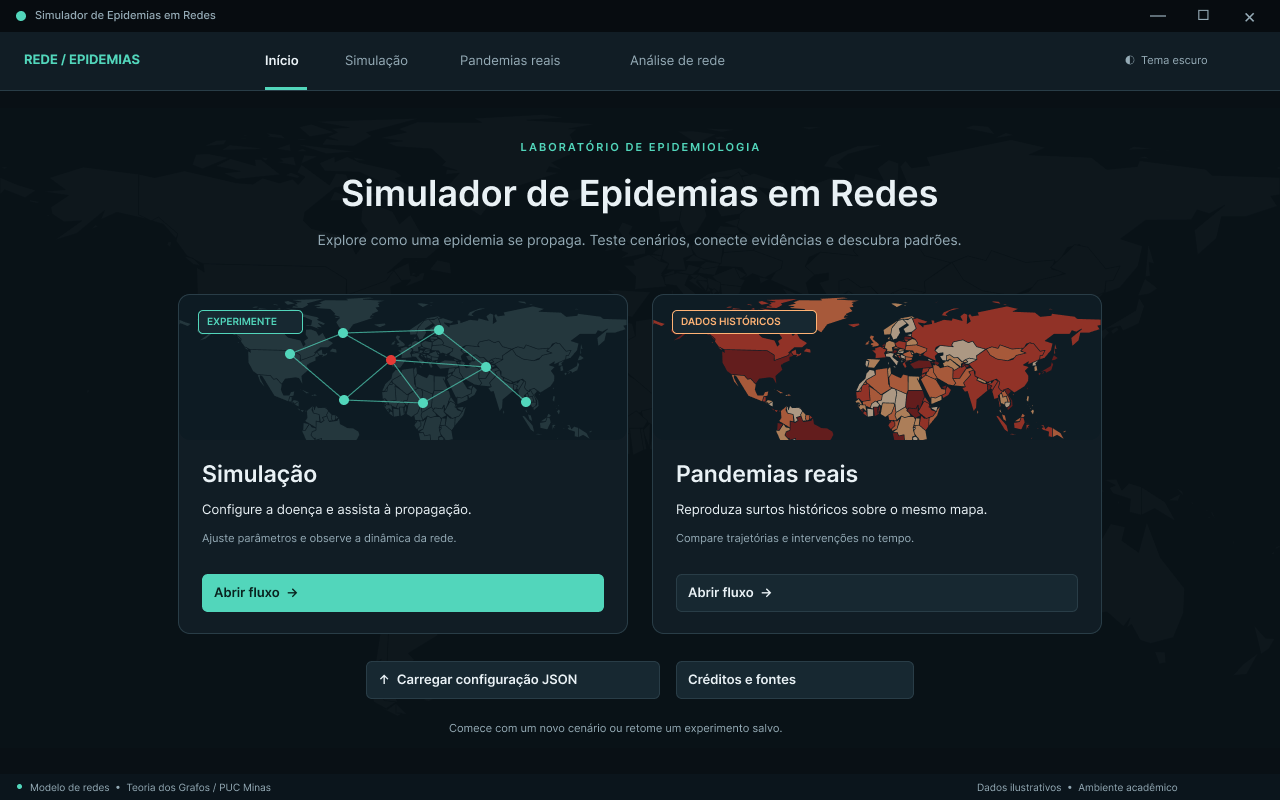 Simulador de Epidemias em Redes
REDE / EPIDEMIAS
Início
Simulação
Pandemias reais
Análise de rede
Tema escuro
LABORATÓRIO DE EPIDEMIOLOGIA
Simulador de Epidemias em Redes
Explore como uma epidemia se propaga. Teste cenários, conecte evidências e descubra padrões.
EXPERIMENTE
Simulação
Configure a doença e assista à propagação.
Ajuste parâmetros e observe a dinâmica da rede.
Abrir fluxo →
DADOS HISTÓRICOS
Pandemias reais
Reproduza surtos históricos sobre o mesmo mapa.
Compare trajetórias e intervenções no tempo.
Abrir fluxo →
↑ Carregar configuração JSON
Créditos e fontes
Comece com um novo cenário ou retome um experimento salvo.
Modelo de redes • Teoria dos Grafos / PUC Minas
Dados ilustrativos • Ambiente acadêmico